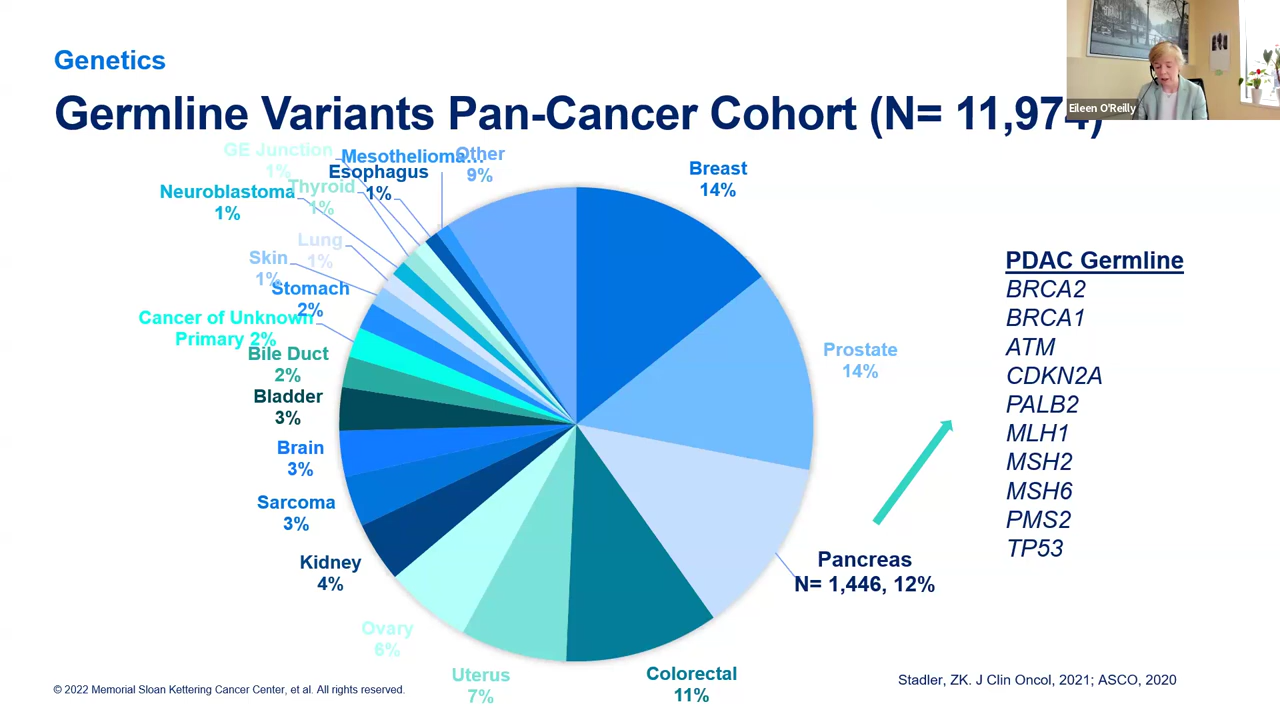 Genetics
Germline Variants Pan-Cancer Cohort (N= 11,974)
Eileen O'Reilly
GE Junction
1%
Mesothelioma...
Other
9%
Esophagus
1%
Thyroid
1%
Neuroblastoma
1%
Lung
1%
Skin
1%
Stomach
2%
Cancer of Unknown
Primary 2%
Bile Duct
2%
Bladder
3%
Brain
3%
Sarcoma
3%
Kidney
4%
Ovary
6%
Uterus
7%
Colorectal
11%
Pancreas
N= 1,446, 12%
Prostate
14%
Breast
14%
PDAC Germline
BRCA2
BRCA1
ATM
CDKN2A
PALB2
MLH1
MSH2
MSH6
PMS2
TP53
© 2022 Memorial Sloan Kettering Cancer Center, et al. All rights reserved.
Stadler, ZK. J Clin Oncol, 2021; ASCO, 2020